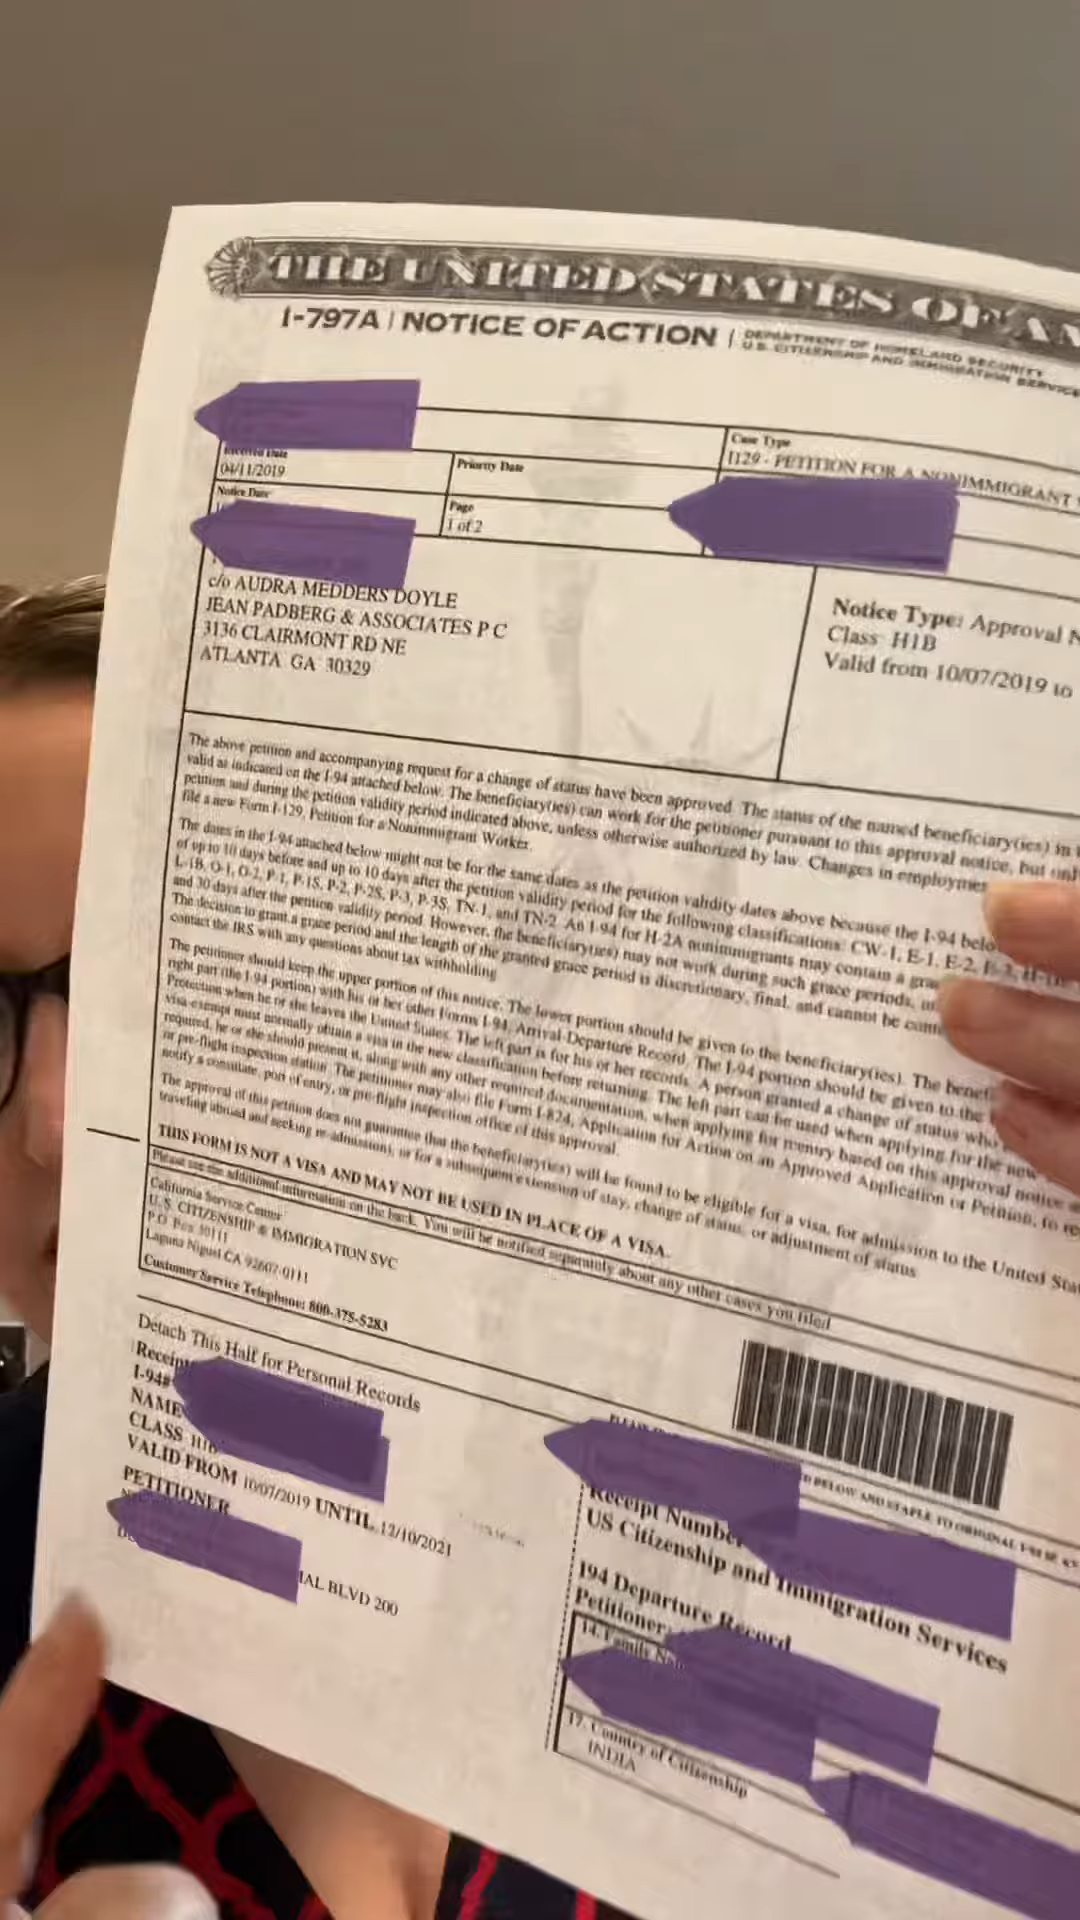 THE UNITED STATES OF AM
I-797A | NOTICE OF ACTION | DEPARTMENT OF HOMELAND SECURITY
U.S. CITIZENSHIP AND IMMIGRATION SERVICE
Case Type
I129 - PETITION FOR A NONIMMIGRANT
Received Date
04/11/2019
Priority Date
Notice Date
Page
1 of 2
c/o AUDRA MEDDERS DOYLE
JEAN PADBERG & ASSOCIATES P C
3136 CLAIRMONT RD NE
ATLANTA GA 30329
Notice Type: Approval N
Class H1B
Valid from 10/07/2019 to
The above petition and accompanying request for a change of status have been approved. The status of the named beneficiary(ies) in
valid as indicated on the I-94 attached below. The beneficiary(ies) can work for the petitioner pursuant to this approval notice, but onl
petition and during the petition validity period indicated above, unless otherwise authorized by law. Changes in employme
file a new Form I-129, Petition for a Nonimmigrant Worker.
The dates in the I-94 attached below might not be for the same dates as the petition validity dates above because the I-94 belo
of up to 10 days before and up to 10 days after the petition validity period for the following classifications: CW-1, E-1, E-2, E-3,
L-1B, O-1, O-2, P-1, P-1S, P-2, P-2S, P-3, P-3S, TN-1, and TN-2. An I-94 for H-2A nonimmigrants may contain a gra
and 30 days after the petition validity period. However, the beneficiary(ies) may not work during such grace periods,
The decision to grant a grace period and the length of the granted grace period is discretionary, final, and cannot be cont
contact the IRS with any questions about tax withholding.
The petitioner should keep the upper portion of this notice. The lower portion should be given to the beneficiary(ies). The benefi
right part (the I-94 portion) with his or her other Forms I-94, Arrival-Departure Record. The I-94 portion should be given to the
Protection when he or she leaves the United States. The left part is for his or her records. A person granted a change of status who
visa-exempt must normally obtain a visa in the new classification before returning. The left part can be used when applying for the new
required, he or she should present it, along with any other required documentation, when applying for reentry based on this approval notice
or pre-flight inspection station. The petitioner may also file Form I-824, Application for Action on an Approved Application or Petition, to re
notify a consulate, port of entry, or pre-flight inspection office of this approval.
The approval of this petition does not guarantee that the beneficiary(ies) will be found to be eligible for a visa, for admission to the United Sta
traveling abroad and seeking re-admission), or for a subsequent extension of stay, change of status, or adjustment of status
THIS FORM IS NOT A VISA AND MAY NOT BE USED IN PLACE OF A VISA.
Please see the additional information on the back. You will be notified separately about any other cases you filed
California Service Center
U. S. CITIZENSHIP & IMMIGRATION SVC
P.O. Box 30111
Laguna Niguel CA 92607-0111
Customer Service Telephone: 800-375-5283
Detach This Half for Personal Records
Receipt
I-94#
NAME
CLASS H1B
VALID FROM 10/07/2019 UNTIL 12/10/2021
PETITIONER
IAL BLVD 200
BELOW AND STAPLE TO ORIGINAL
Receipt Number
US Citizenship and Immigration Services
I94 Departure Record
Petitioner:
14. Family Na
17. Country of Citizenship
INDIA